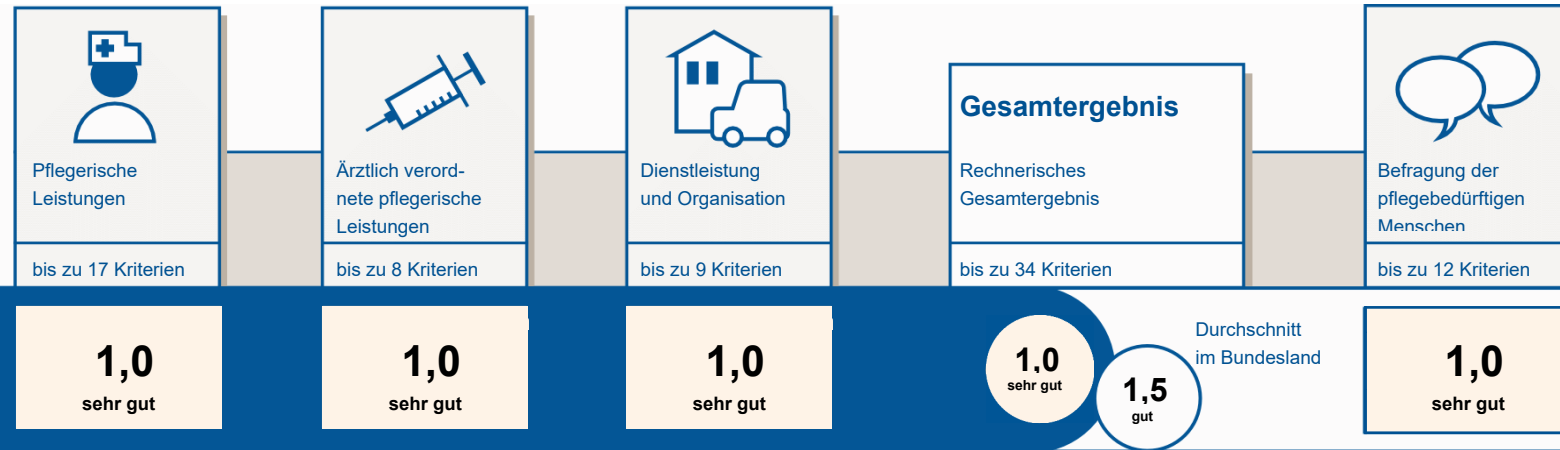 Pflegerische
Leistungen
bis zu 17 Kriterien
1,0
sehr gut
Ärztlich verord-
nete pflegerische
Leistungen
bis zu 8 Kriterien
1,0
sehr gut
Dienstleistung
und Organisation
bis zu 9 Kriterien
1,0
sehr gut
Gesamtergebnis
Rechnerisches
Gesamtergebnis
bis zu 34 Kriterien
1,0
sehr gut
1,5
gut
Durchschnitt
im Bundesland
Befragung der
pflegebedürftigen
Menschen
bis zu 12 Kriterien
1,0
sehr gut